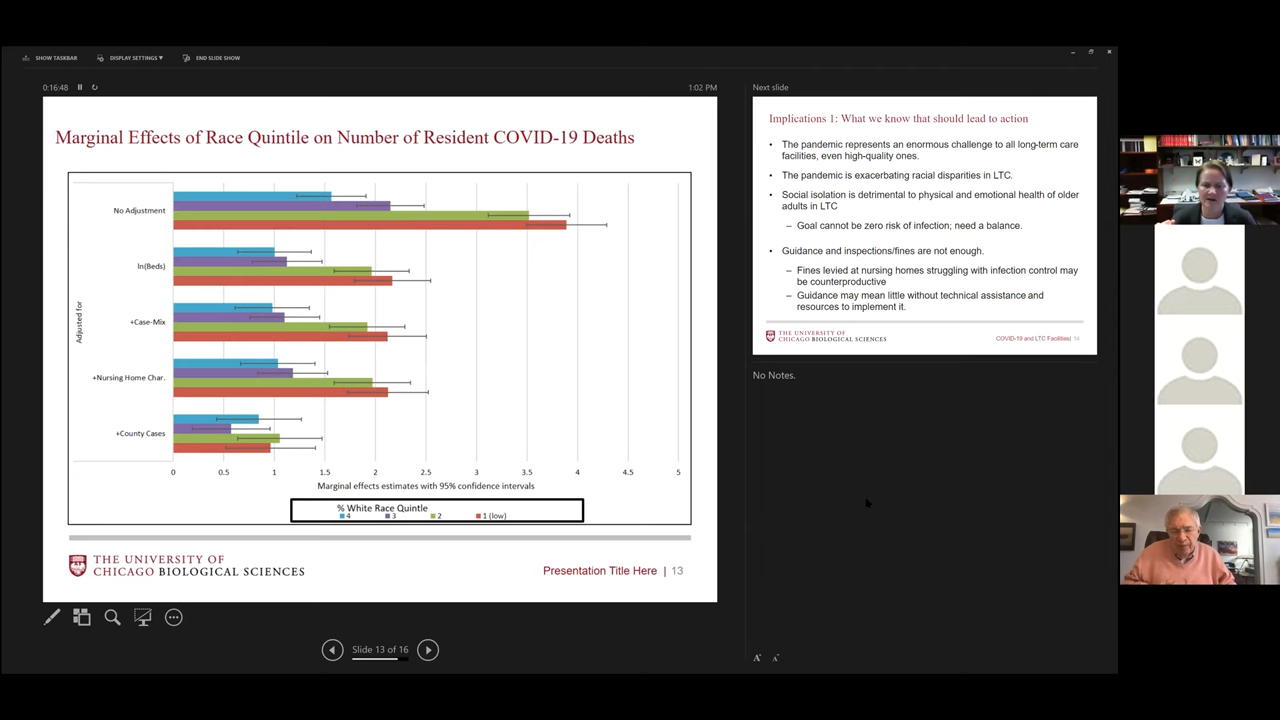 SHOW TASKBAR
DISPLAY SETTINGS ▾
END SLIDE SHOW
0:16:48
1:02 PM
Marginal Effects of Race Quintile on Number of Resident COVID-19 Deaths
Adjusted for
No Adjustment
ln(Beds)
+Case-Mix
+Nursing Home Char.
+County Cases
0 0.5 1 1.5 2 2.5 3 3.5 4 4.5 5
Marginal effects estimates with 95% confidence intervals
% White Race Quintle
4 3 2 1 (low)
THE UNIVERSITY OF
CHICAGO BIOLOGICAL SCIENCES
Presentation Title Here | 13
Slide 13 of 16
Next slide
Implications 1: What we know that should lead to action
• The pandemic represents an enormous challenge to all long-term care
facilities, even high-quality ones.
• The pandemic is exacerbating racial disparities in LTC.
• Social isolation is detrimental to physical and emotional health of older
adults in LTC
– Goal cannot be zero risk of infection; need a balance.
• Guidance and inspections/fines are not enough.
– Fines levied at nursing homes struggling with infection control may
be counterproductive
– Guidance may mean little without technical assistance and
resources to implement it.
THE UNIVERSITY OF
CHICAGO BIOLOGICAL SCIENCES
COVID-19 and LTC Facilities| 14
No Notes.
A A